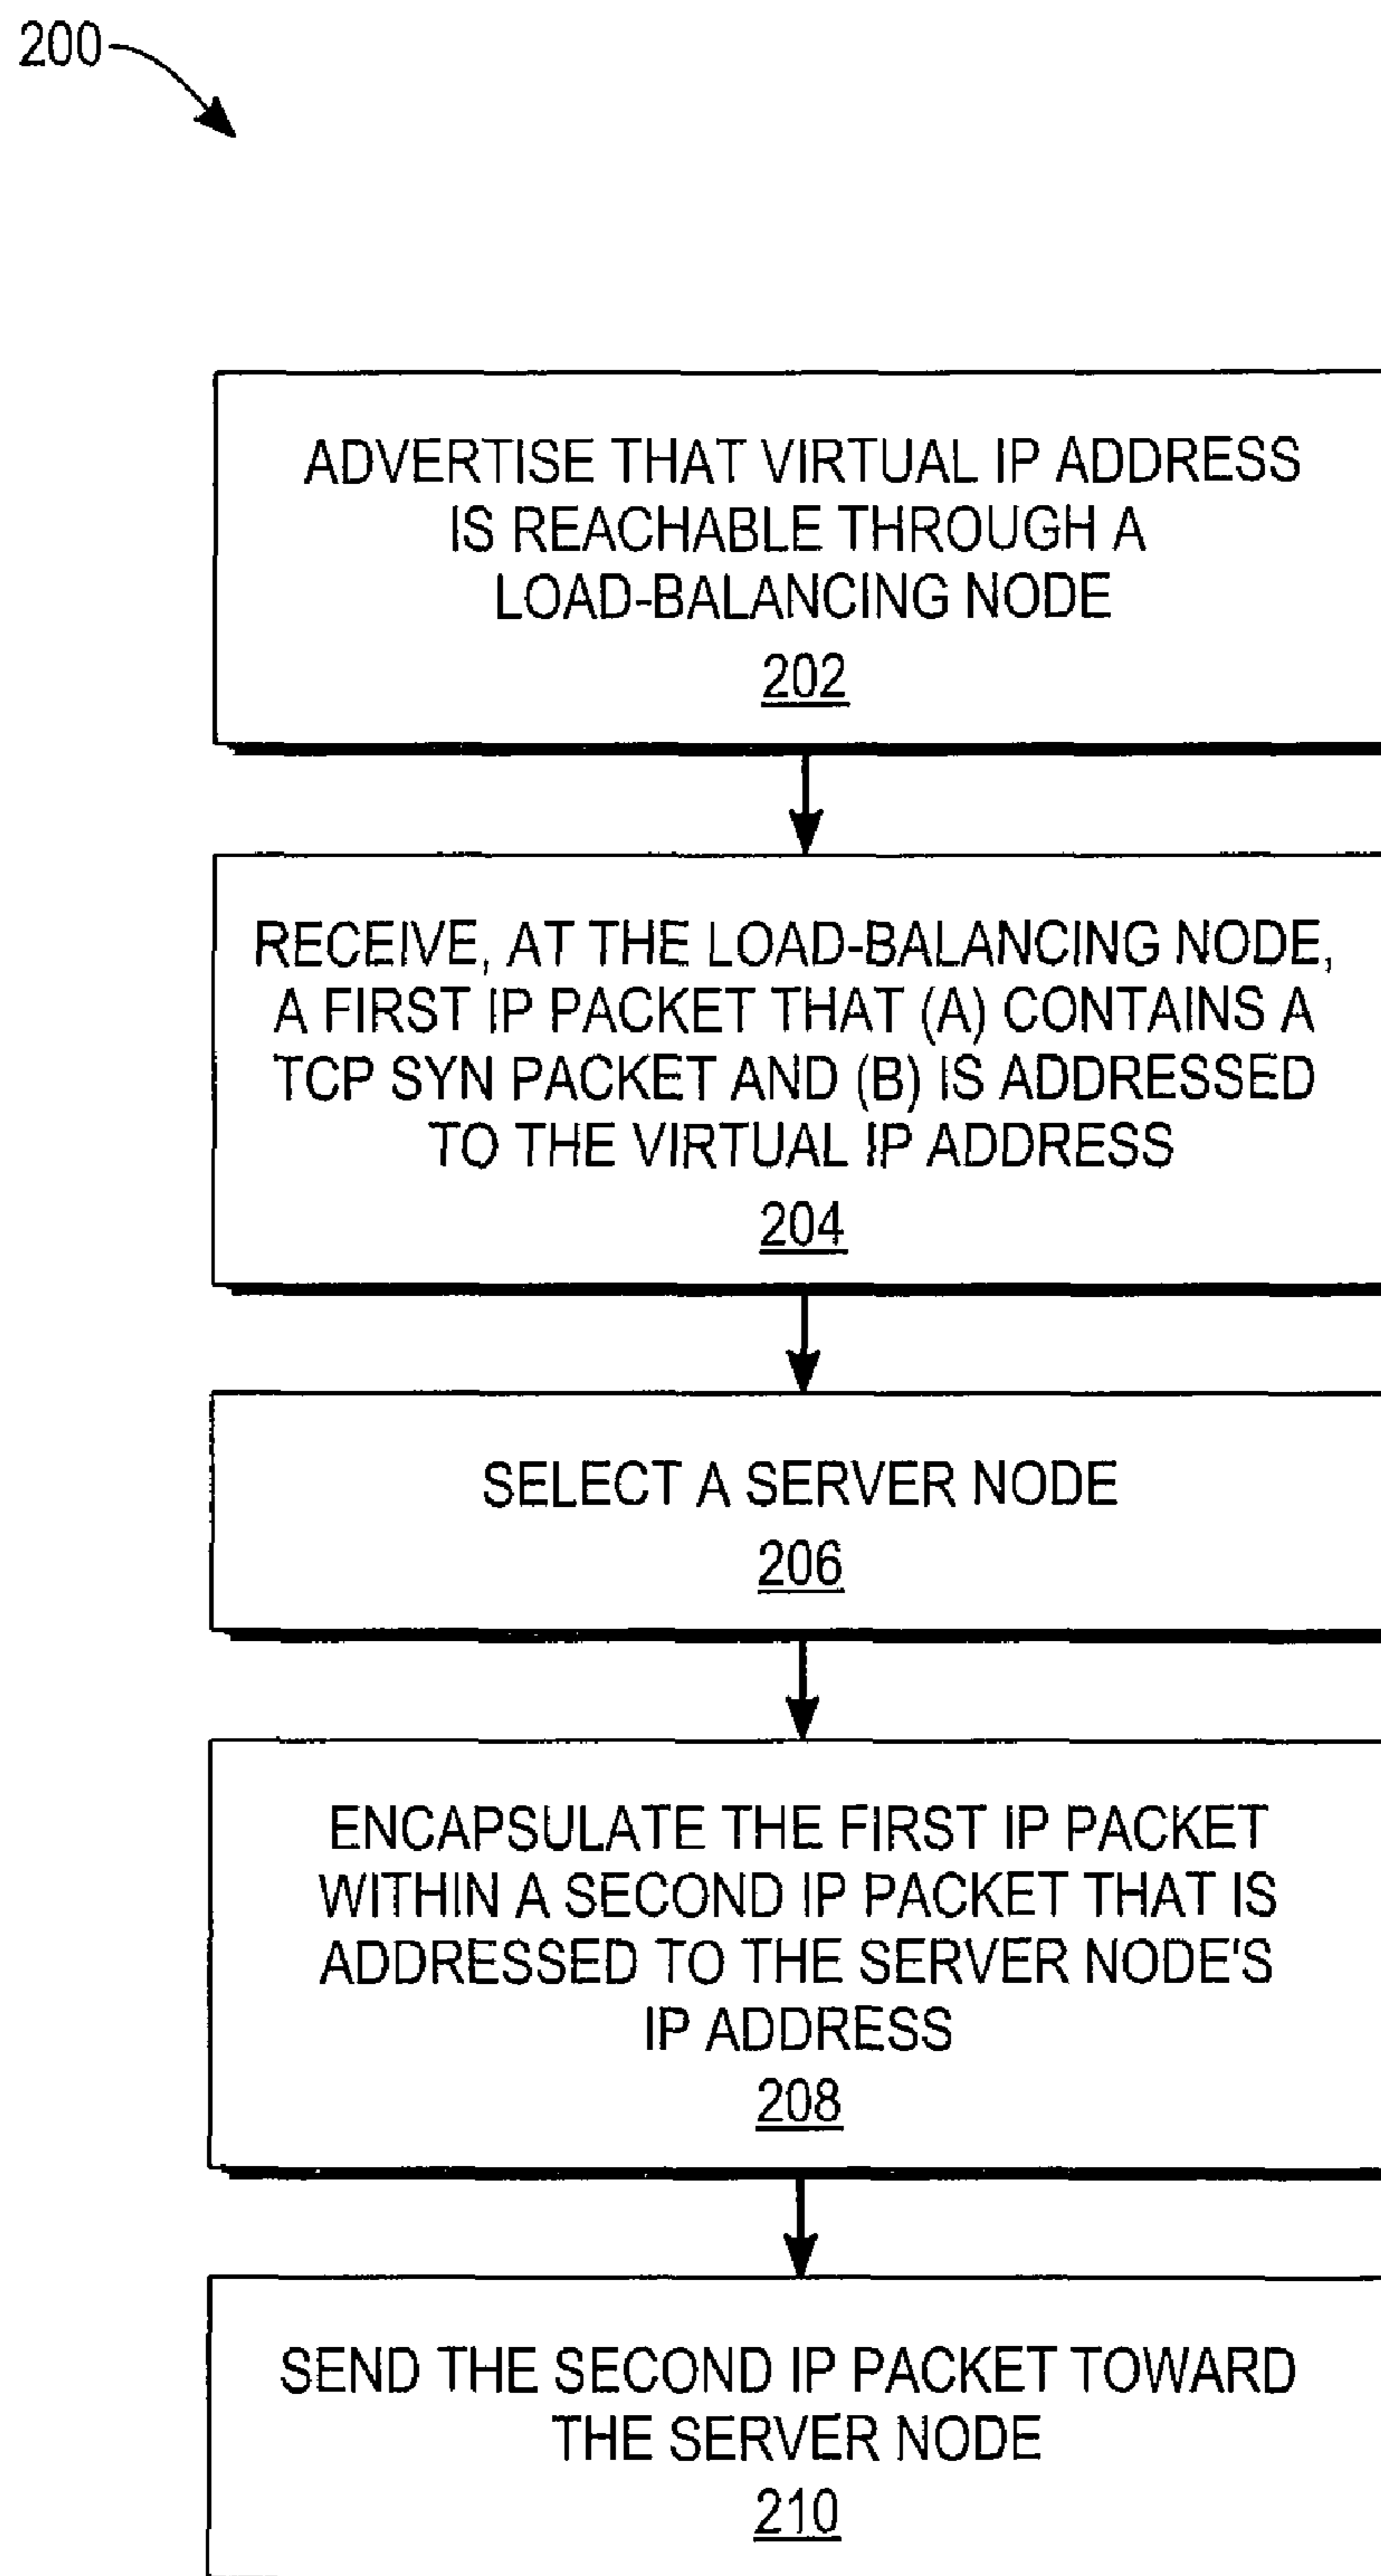 200
ADVERTISE THAT VIRTUAL IP ADDRESS
IS REACHABLE THROUGH A
LOAD-BALANCING NODE
202
RECEIVE, AT THE LOAD-BALANCING NODE,
A FIRST IP PACKET THAT (A) CONTAINS A
TCP SYN PACKET AND (B) IS ADDRESSED
TO THE VIRTUAL IP ADDRESS
204
SELECT A SERVER NODE
206
ENCAPSULATE THE FIRST IP PACKET
WITHIN A SECOND IP PACKET THAT IS
ADDRESSED TO THE SERVER NODE'S
IP ADDRESS
208
SEND THE SECOND IP PACKET TOWARD
THE SERVER NODE
210